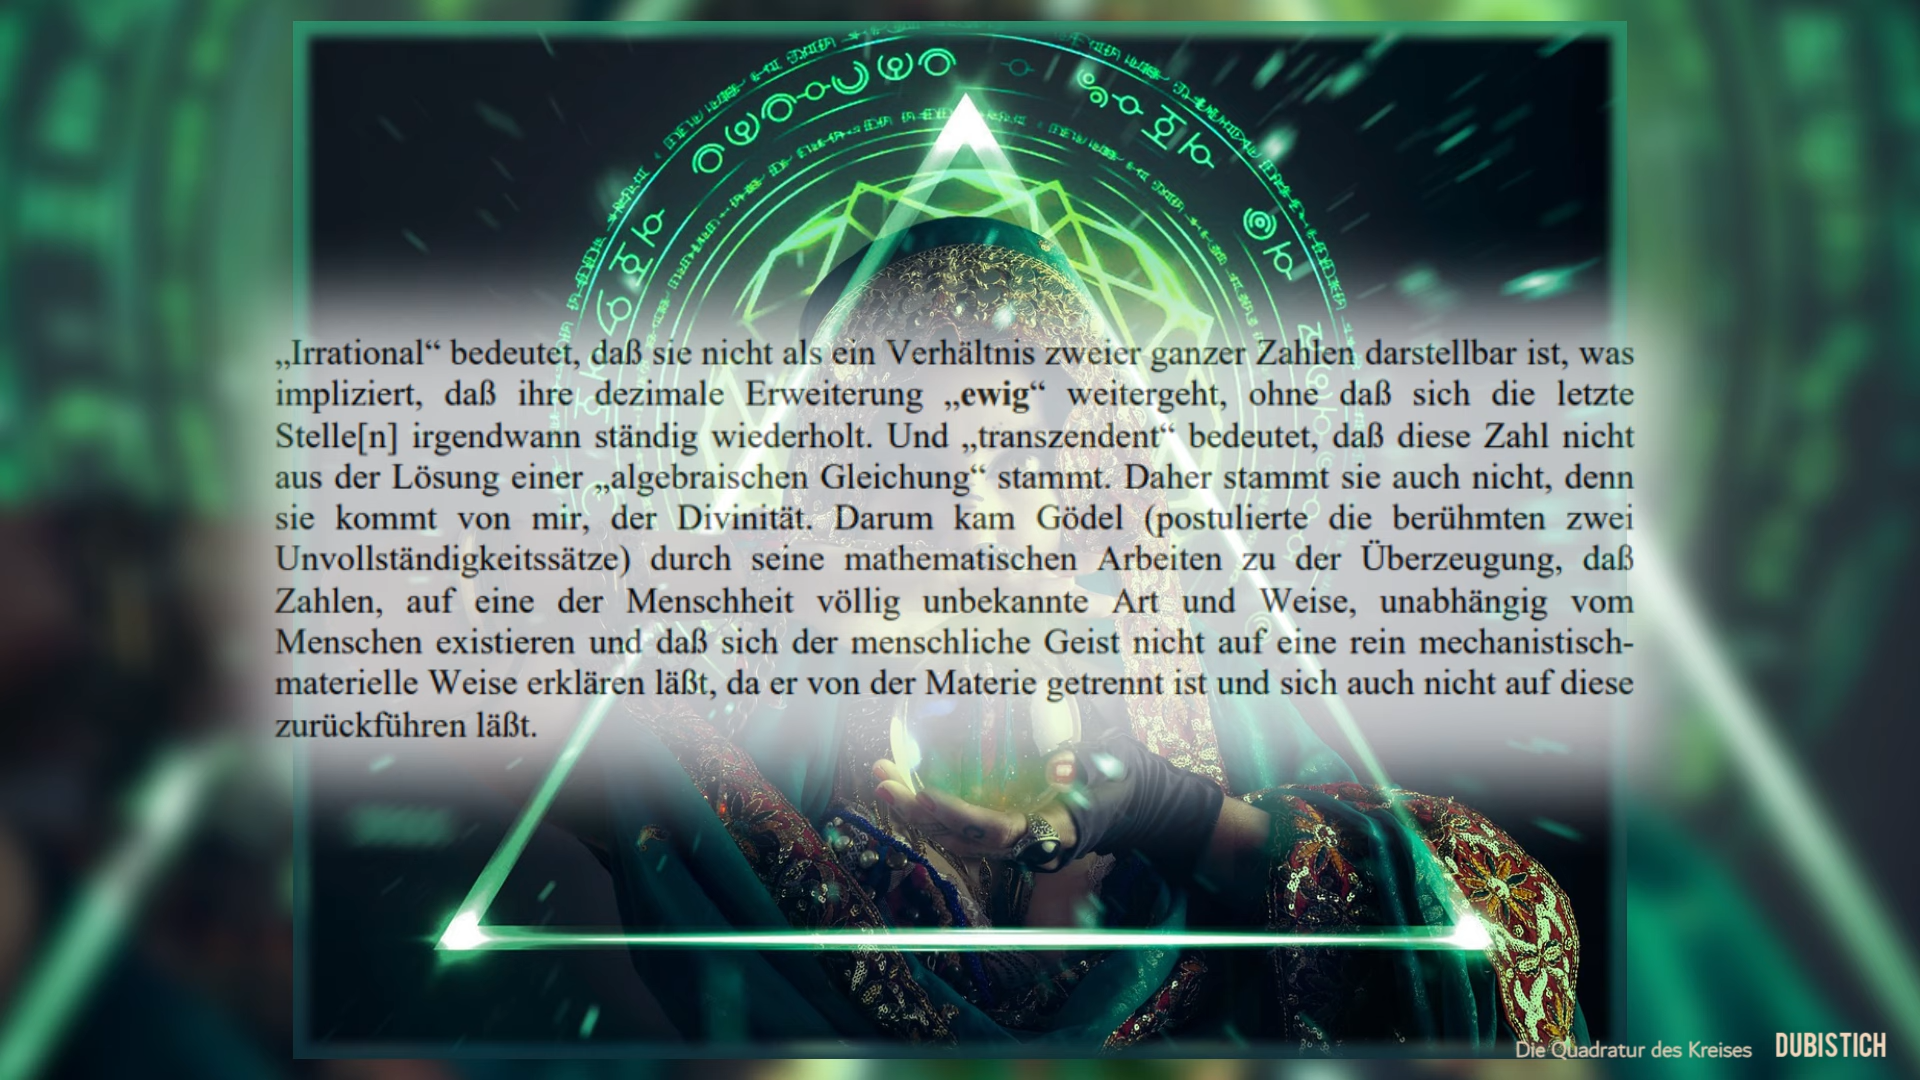 „Irrational“ bedeutet, daß sie nicht als ein Verhältnis zweier ganzer Zahlen darstellbar ist, was
impliziert, daß ihre dezimale Erweiterung „ewig“ weitergeht, ohne daß sich die letzte
Stelle[n] irgendwann ständig wiederholt. Und „transzendent“ bedeutet, daß diese Zahl nicht
aus der Lösung einer „algebraischen Gleichung“ stammt. Daher stammt sie auch nicht, denn
sie kommt von mir, der Divinität. Darum kam Gödel (postulierte die berühmten zwei
Unvollständigkeitssätze) durch seine mathematischen Arbeiten zu der Überzeugung, daß
Zahlen, auf eine der Menschheit völlig unbekannte Art und Weise, unabhängig vom
Menschen existieren und daß sich der menschliche Geist nicht auf eine rein mechanistisch-
materielle Weise erklären läßt, da er von der Materie getrennt ist und sich auch nicht auf diese
zurückführen läßt.
Die Quadratur des Kreises DUBISTICH